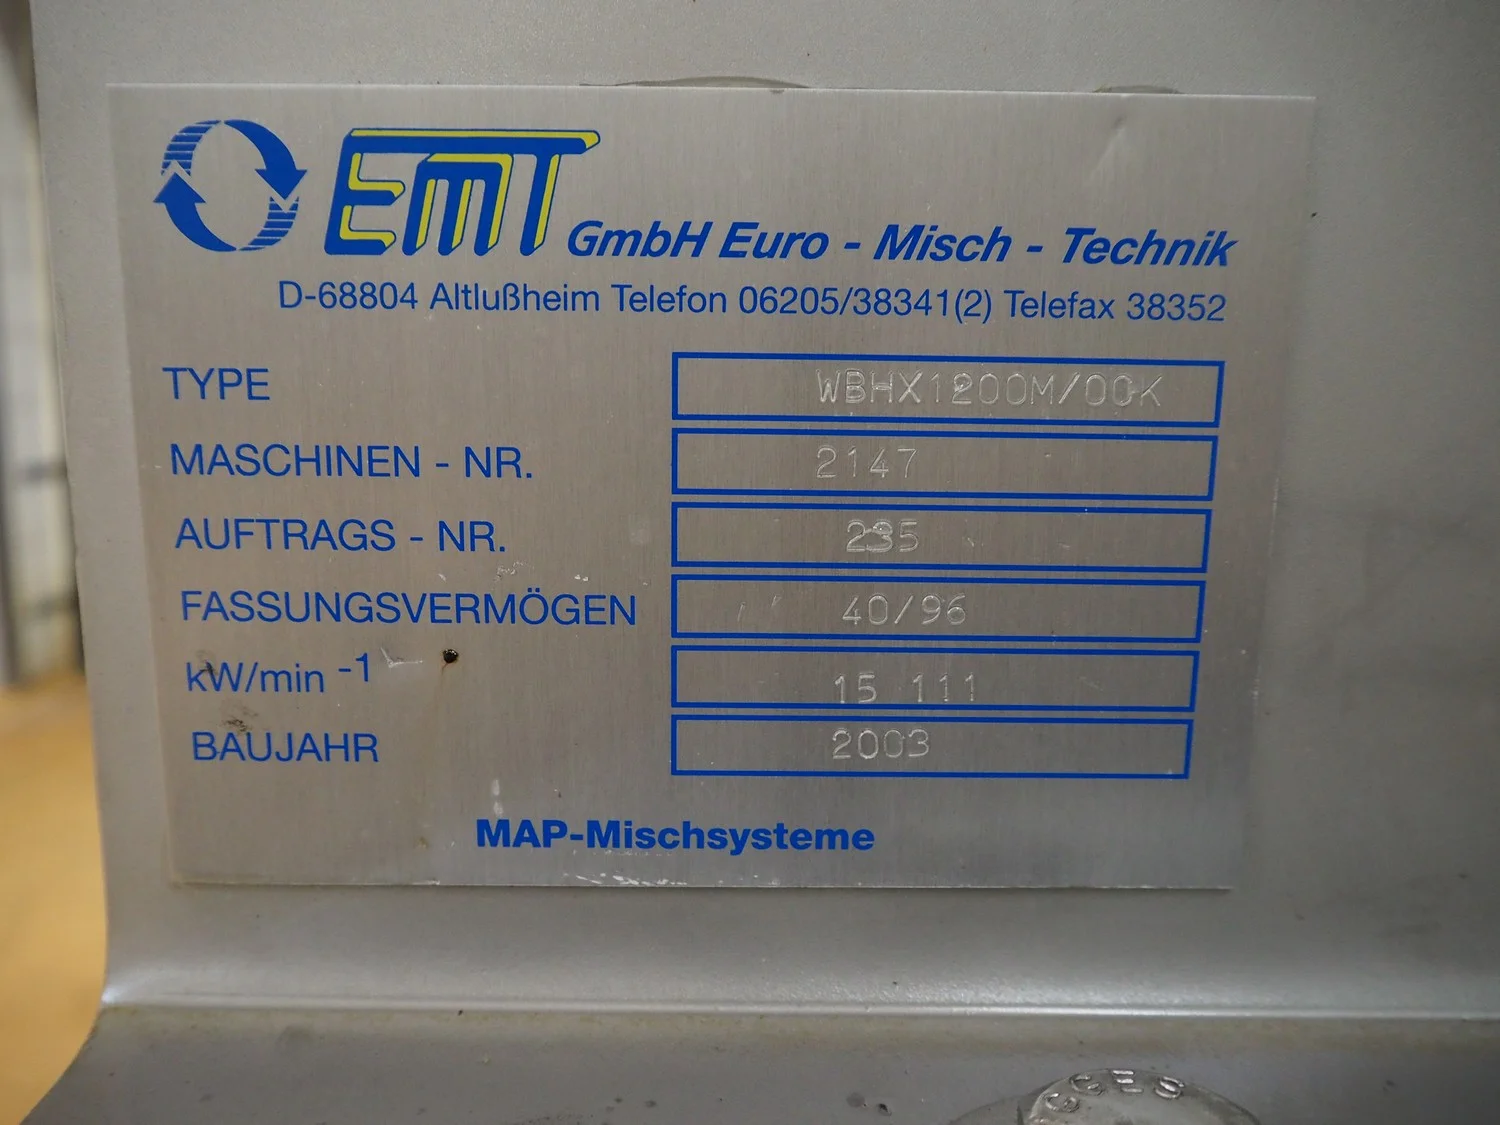 EMT GmbH Euro - Misch - Technik
D-68804 Altlußheim Telefon 06205/38341(2) Telefax 38352
TYPE WBHX1200M/00K
MASCHINEN - NR. 2147
AUFTRAGS - NR. 235
FASSUNGSVERMÖGEN 40/96
kW/min -1 15 111
BAUJAHR 2003
MAP-Mischsysteme